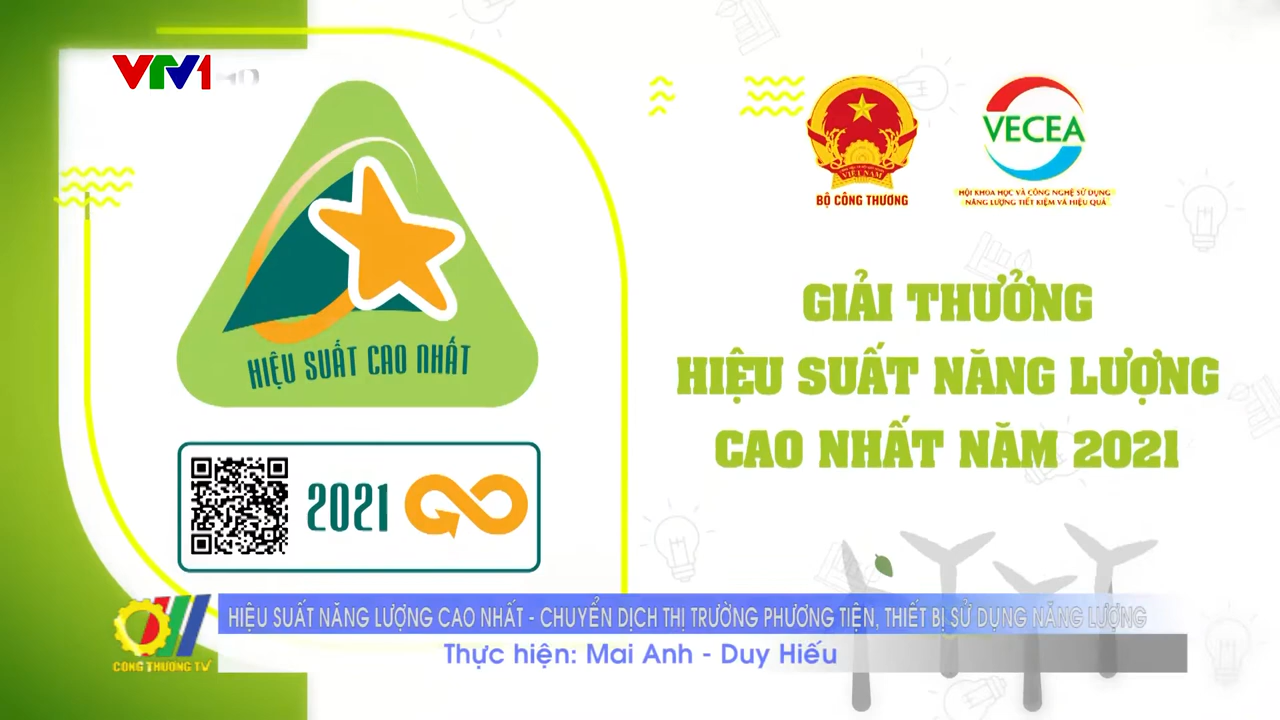 VTV1 HD
VIỆT NAM
BỘ CÔNG THƯƠNG
VECEA
HỘI KHOA HỌC VÀ CÔNG NGHỆ SỬ DỤNG
NĂNG LƯỢNG TIẾT KIỆM VÀ HIỆU QUẢ
HIỆU SUẤT CAO NHẤT
GIẢI THƯỞNG
HIỆU SUẤT NĂNG LƯỢNG
CAO NHẤT NĂM 2021
2021
HIỆU SUẤT NĂNG LƯỢNG CAO NHẤT - CHUYỂN DỊCH THỊ TRƯỜNG PHƯƠNG TIỆN, THIẾT BỊ SỬ DỤNG NĂNG LƯỢNG
CÔNG THƯƠNG TV
Thực hiện: Mai Anh - Duy Hiếu